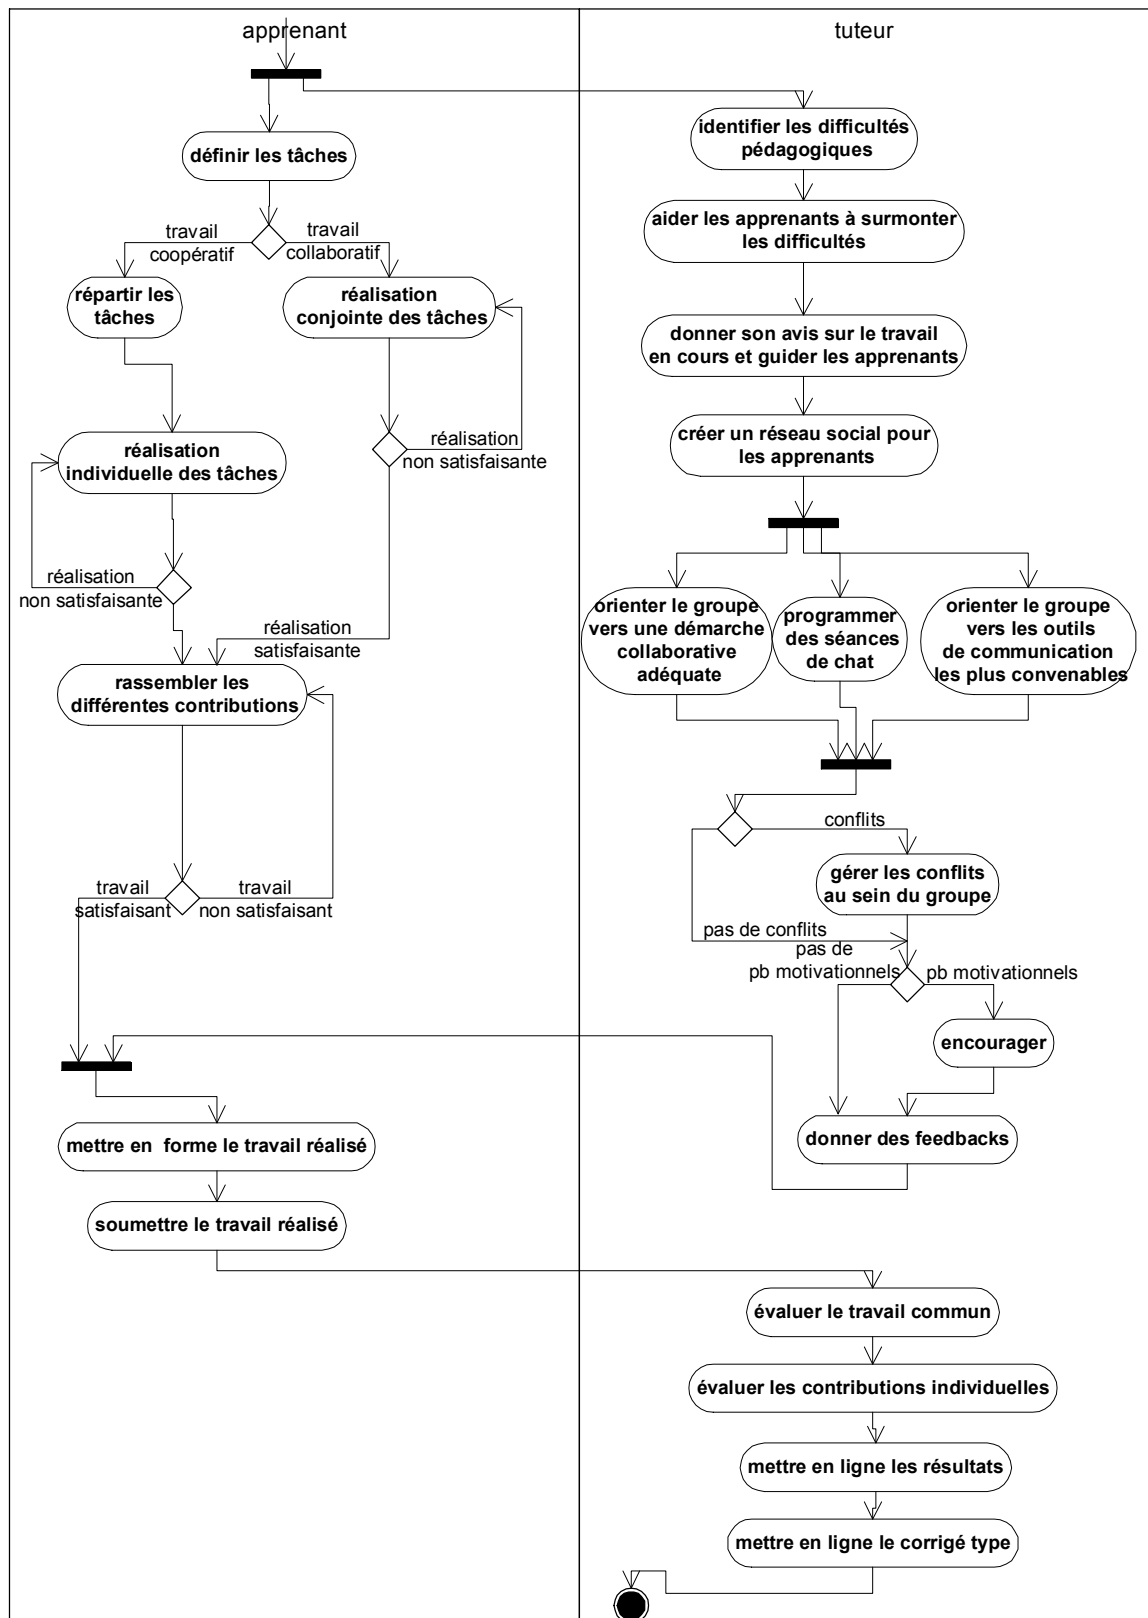 apprenant
tuteur
identifier les difficultés
pédagogiques
définir les tâches
aider les apprenants à surmonter
les difficultés
travail
coopératif
travail
collaboratif
répartir les
tâches
réalisation
conjointe des tâches
donner son avis sur le travail
en cours et guider les apprenants
créer un réseau social pour
les apprenants
réalisation
non satisfaisante
réalisation
individuelle des tâches
réalisation
non satisfaisante
orienter le groupe
vers une démarche
collaborative
adéquate
programmer
des séances
de chat
orienter le groupe
vers les outils
de communication
les plus convenables
réalisation
satisfaisante
rassembler les
différentes contributions
conflits
gérer les conflits
au sein du groupe
travail
satisfaisant
travail
non satisfaisant
pas de conflits
pas de
pb motivationnels
pb motivationnels
encourager
donner des feedbacks
mettre en  forme le travail réalisé
soumettre le travail réalisé
évaluer le travail commun
évaluer les contributions individuelles
mettre en ligne les résultats
mettre en ligne le corrigé type